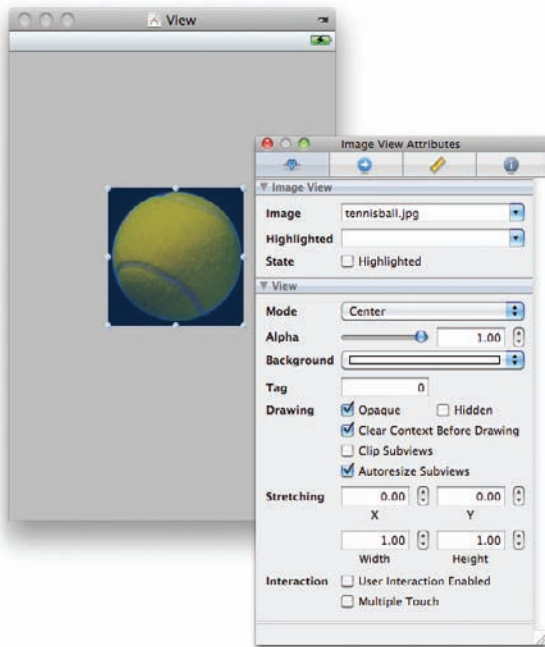 View
Image View Attributes
Image View
Image tennisball.jpg
Highlighted
State Highlighted
View
Mode Center
Alpha 1.00
Background
Tag 0
Drawing Opaque Hidden
Clear Context Before Drawing
Clip Subviews
Autoresize Subviews
Stretching 0.00 0.00
X Y
1.00 1.00
Width Height
Interaction User Interaction Enabled
Multiple Touch